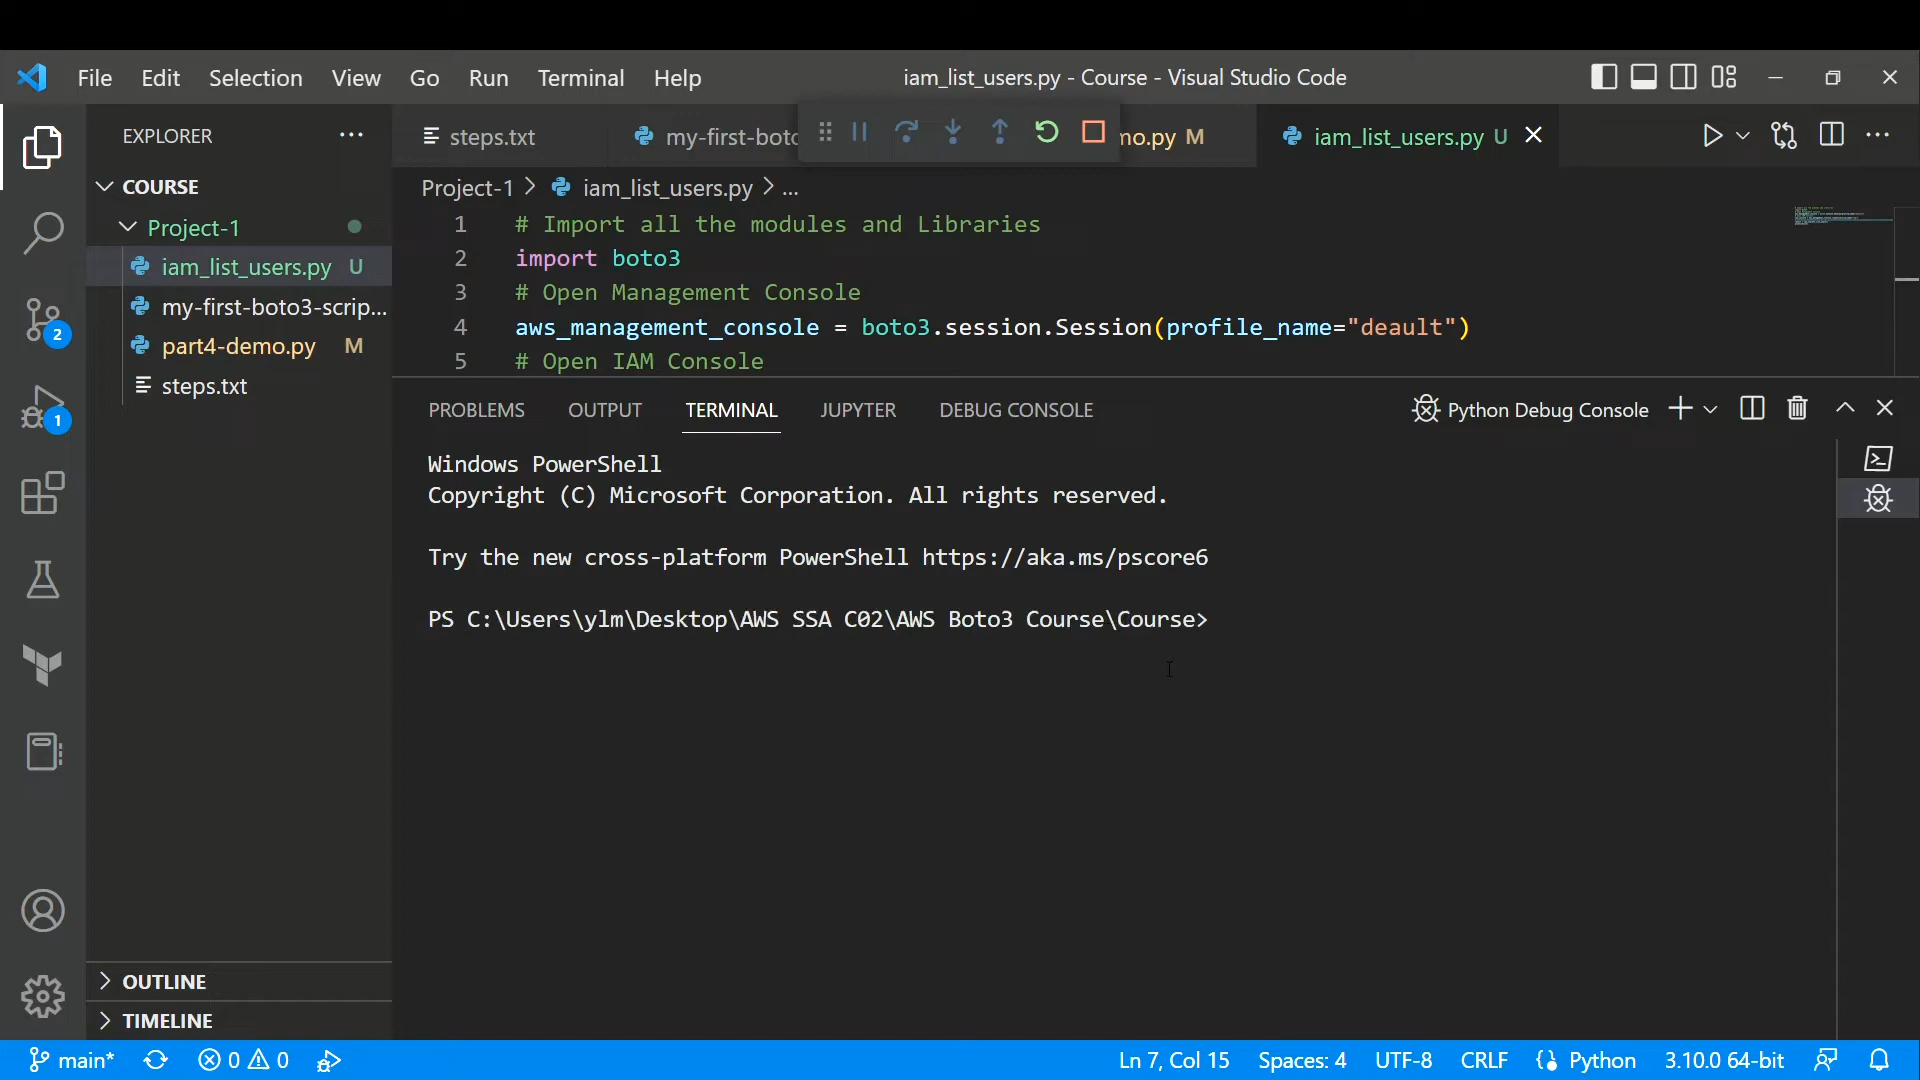 File Edit Selection View Go Run Terminal Help
iam_list_users.py - Course - Visual Studio Code
EXPLORER
COURSE
Project-1
iam_list_users.py U
my-first-boto3-scrip...
part4-demo.py M
steps.txt
OUTLINE
TIMELINE
steps.txt
my-first-boto
mo.py M
iam_list_users.py U
Project-1 > iam_list_users.py > ...
1 # Import all the modules and Libraries
2 import boto3
3 # Open Management Console
4 aws_management_console = boto3.session.Session(profile_name="deault")
5 # Open IAM Console
PROBLEMS OUTPUT TERMINAL JUPYTER DEBUG CONSOLE
Python Debug Console
Windows PowerShell
Copyright (C) Microsoft Corporation. All rights reserved.
Try the new cross-platform PowerShell https://aka.ms/pscore6
PS C:\Users\ylm\Desktop\AWS SSA C02\AWS Boto3 Course\Course>
2
1
main* 0 0
Ln 7, Col 15 Spaces: 4 UTF-8 CRLF Python 3.10.0 64-bit